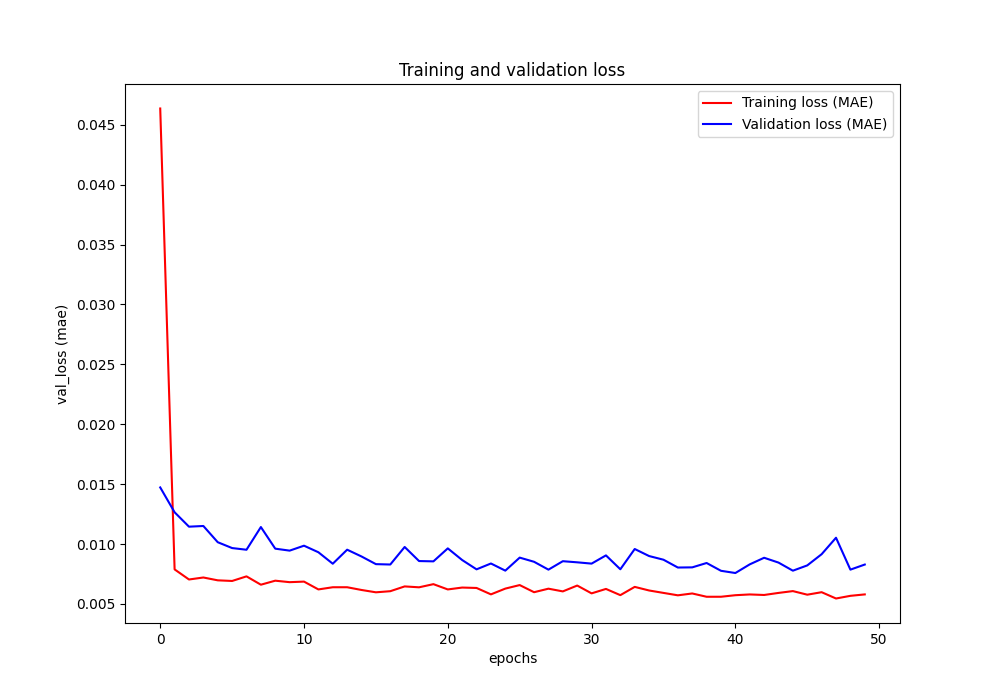 Training and validation loss
Training loss (MAE)
Validation loss (MAE)
val_loss (mae)
0.045
0.040
0.035
0.030
0.025
0.020
0.015
0.010
0.005
0 10 20 30 40 50
epochs